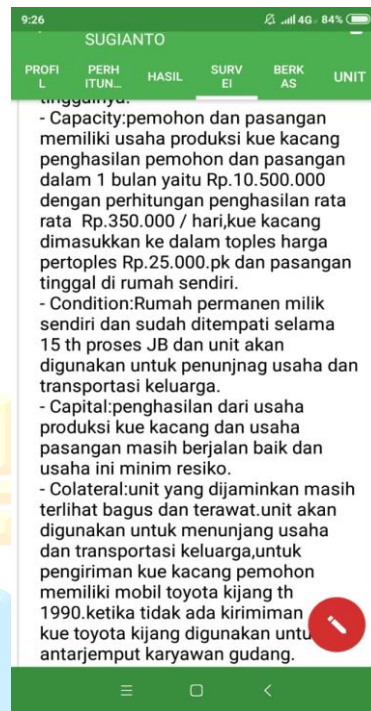 9:26 4G 84%
SUGIANTO
PROFI
L
PERH
ITUN...
HASIL
SURV
EI
BERK
AS
UNIT
- Capacity:pemohon dan pasangan
memiliki usaha produksi kue kacang
penghasilan pemohon dan pasangan
dalam 1 bulan yaitu Rp.10.500.000
dengan perhitungan penghasilan rata
rata Rp.350.000 / hari,kue kacang
dimasukkan ke dalam toples harga
pertoples Rp.25.000.pk dan pasangan
tinggal di rumah sendiri.
- Condition:Rumah permanen milik
sendiri dan sudah ditempati selama
15 th proses JB dan unit akan
digunakan untuk penunjnag usaha dan
transportasi keluarga.
- Capital:penghasilan dari usaha
produksi kue kacang dan usaha
pasangan masih berjalan baik dan
usaha ini minim resiko.
- Colateral:unit yang dijaminkan masih
terlihat bagus dan terawat.unit akan
digunakan untuk menunjang usaha
dan transportasi keluarga,untuk
pengiriman kue kacang pemohon
memiliki mobil toyota kijang th
1990.ketika tidak ada kirimiman
kue toyota kijang digunakan untu
antarjemput karyawan gudang.